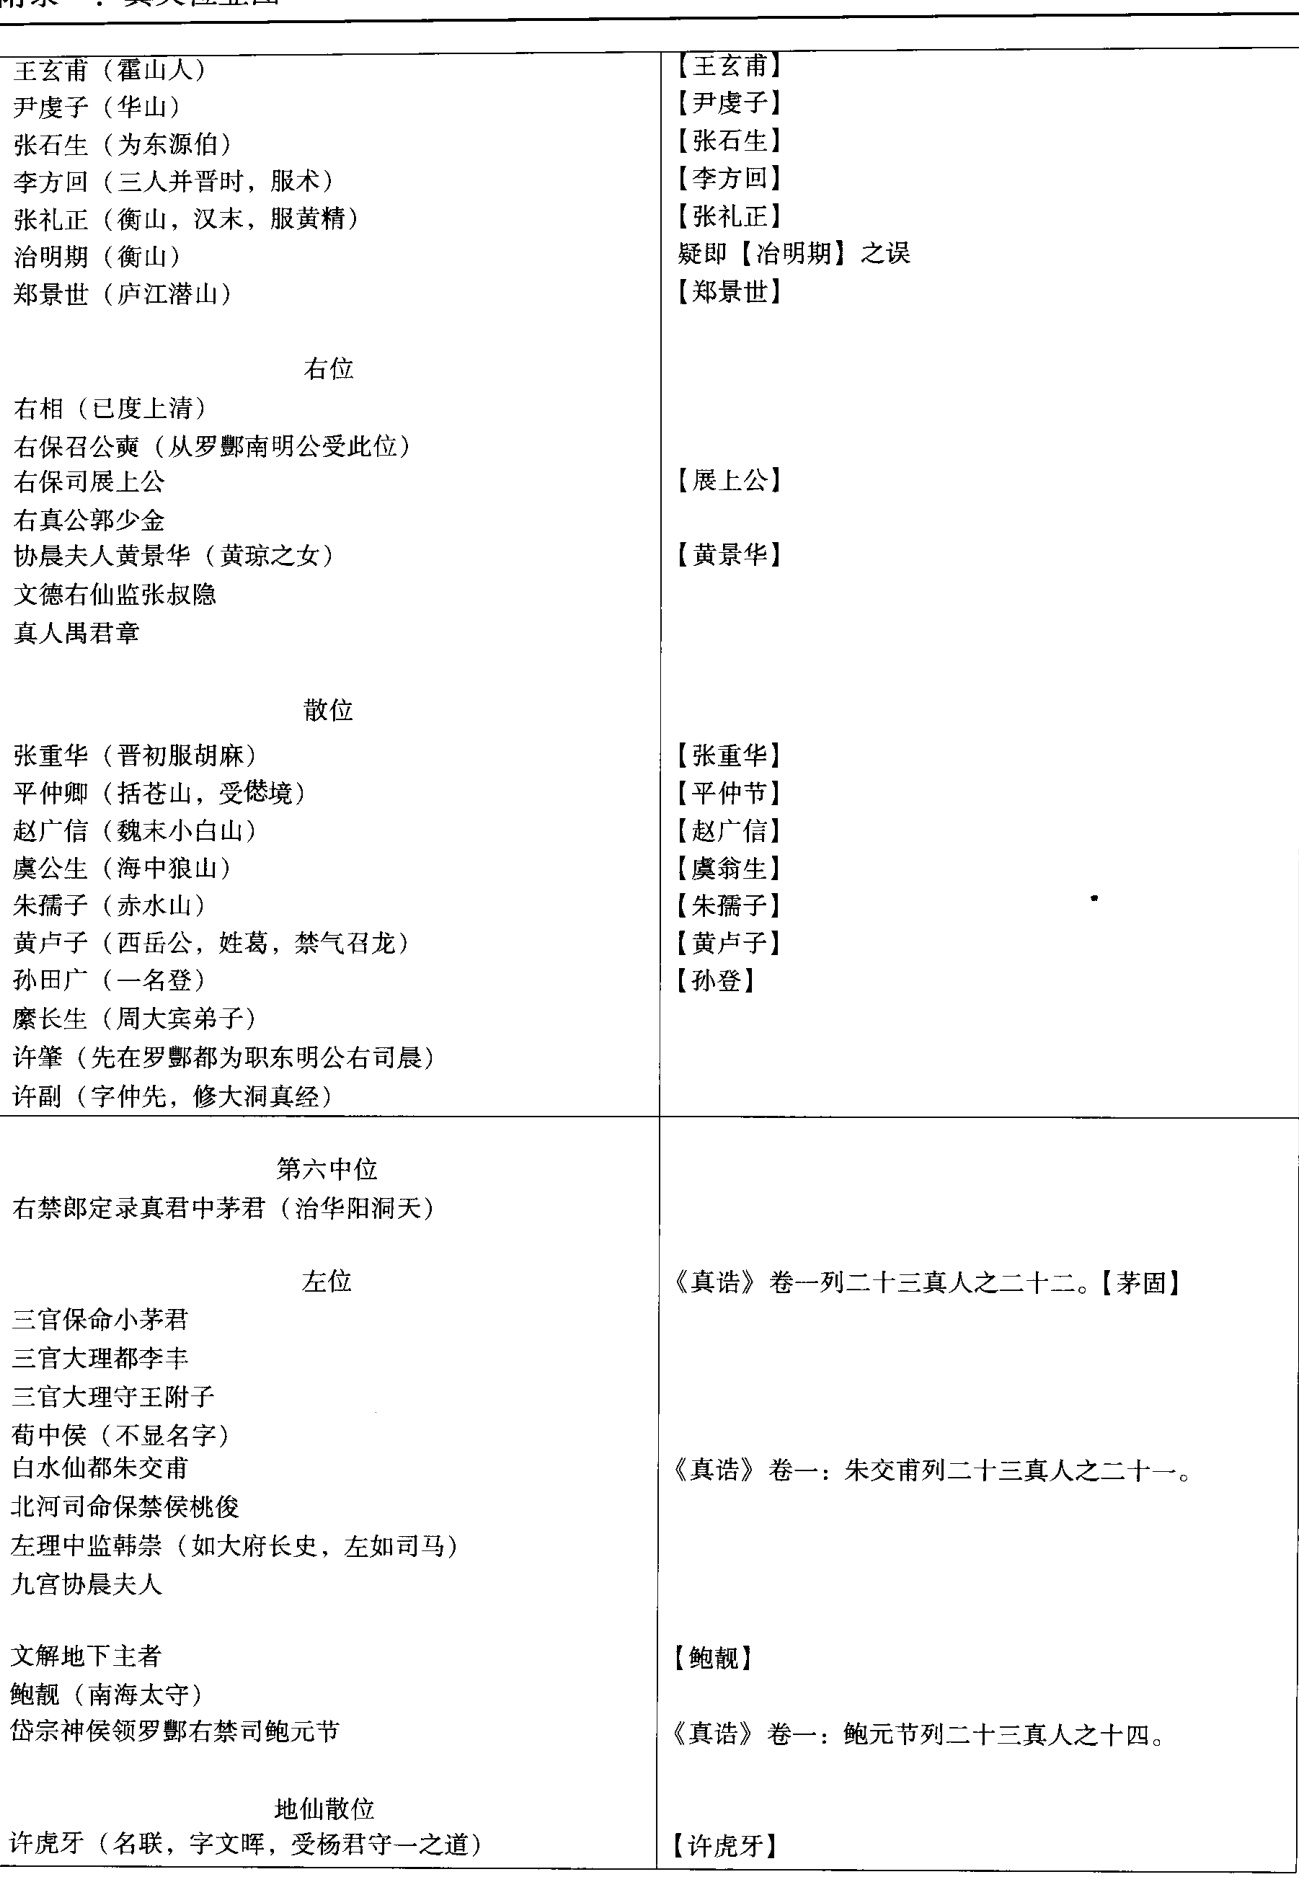 王玄甫（霍山人） 【王玄甫】
尹虔子（华山） 【尹虔子】
张石生（为东源伯） 【张石生】
李方回（三人并晋时，服术） 【李方回】
张礼正（衡山，汉末，服黄精） 【张礼正】
治明期（衡山） 疑即【冶明期】之误
郑景世（庐江潜山） 【郑景世】
右位
右相（已度上清）
右保召公奭（从罗酆南明公受此位）
右保司展上公 【展上公】
右真公郭少金
协晨夫人黄景华（黄琼之女） 【黄景华】
文德右仙监张叔隐
真人禺君章
散位
张重华（晋初服胡麻） 【张重华】
平仲卿（括苍山，受僽境） 【平仲节】
赵广信（魏末小白山） 【赵广信】
虞公生（海中狼山） 【虞翁生】
朱孺子（赤水山） 【朱孺子】
黄卢子（西岳公，姓葛，禁气召龙） 【黄卢子】
孙田广（一名登） 【孙登】
縻长生（周大宾弟子）
许肇（先在罗酆都为职东明公右司晨）
许副（字仲先，修大洞真经）
第六中位
右禁郎定录真君中茅君（治华阳洞天）
左位 《真诰》卷一列二十三真人之二十二。【茅固】
三官保命小茅君
三官大理都李丰
三官大理守王附子
荀中侯（不显名字）
白水仙都朱交甫 《真诰》卷一：朱交甫列二十三真人之二十一。
北河司命保禁侯桃俊
左理中监韩崇（如大府长史，左如司马）
九宫协晨夫人
文解地下主者 【鲍靓】
鲍靓（南海太守）
岱宗神侯领罗酆右禁司鲍元节 《真诰》卷一：鲍元节列二十三真人之十四。
地仙散位
许虎牙（名联，字文晖，受杨君守一之道） 【许虎牙】